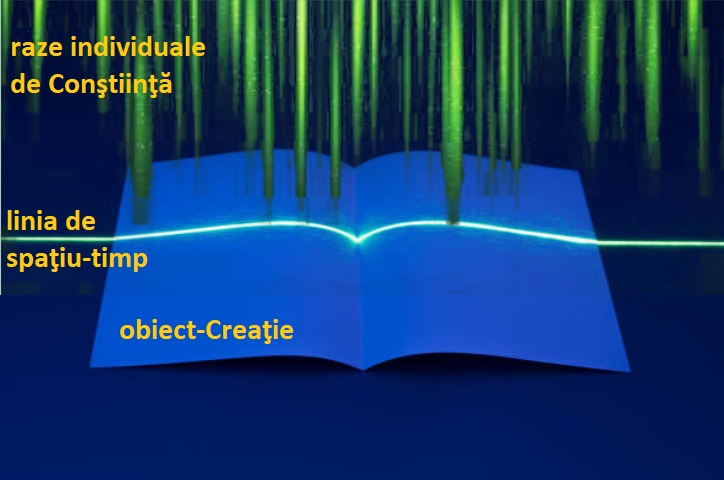 raze individuale
de Conştiinţă
linia de
spaţiu-timp
obiect-Creaţie